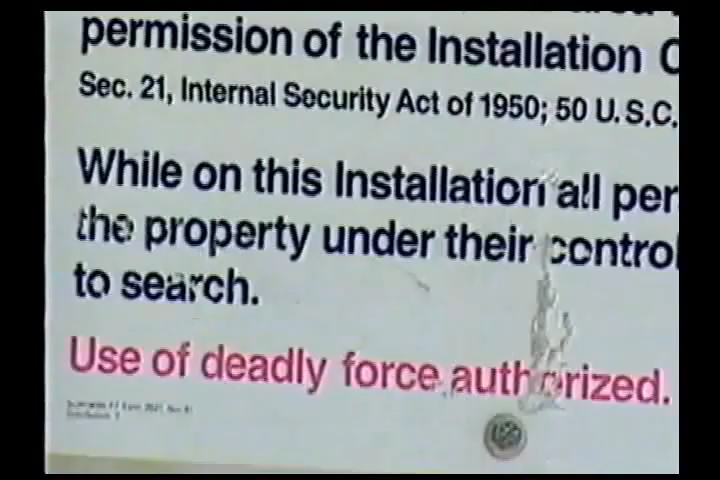 permission of the Installation C
Sec. 21, Internal Security Act of 1950; 50 U.S.C.
While on this Installation all per
the property under their control
to search.
Use of deadly force authorized.